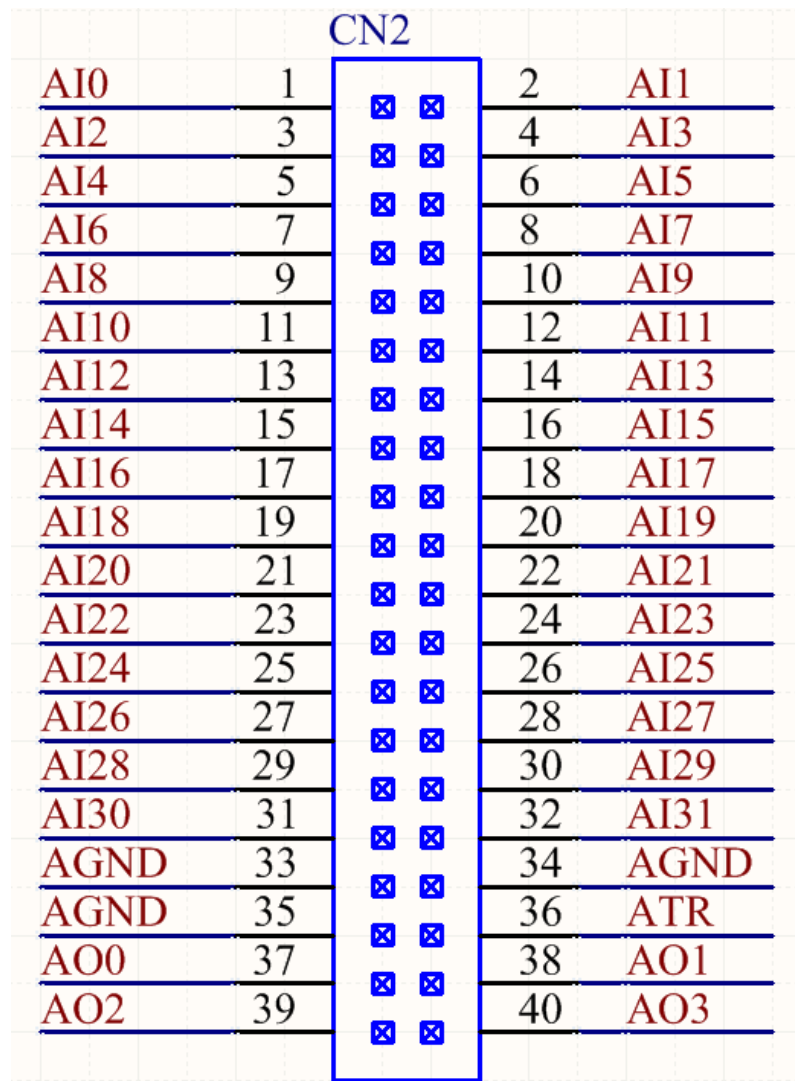 CN2
AI0 1 2 AI1
AI2 3 4 AI3
AI4 5 6 AI5
AI6 7 8 AI7
AI8 9 10 AI9
AI10 11 12 AI11
AI12 13 14 AI13
AI14 15 16 AI15
AI16 17 18 AI17
AI18 19 20 AI19
AI20 21 22 AI21
AI22 23 24 AI23
AI24 25 26 AI25
AI26 27 28 AI27
AI28 29 30 AI29
AI30 31 32 AI31
AGND 33 34 AGND
AGND 35 36 ATR
AO0 37 38 AO1
AO2 39 40 AO3